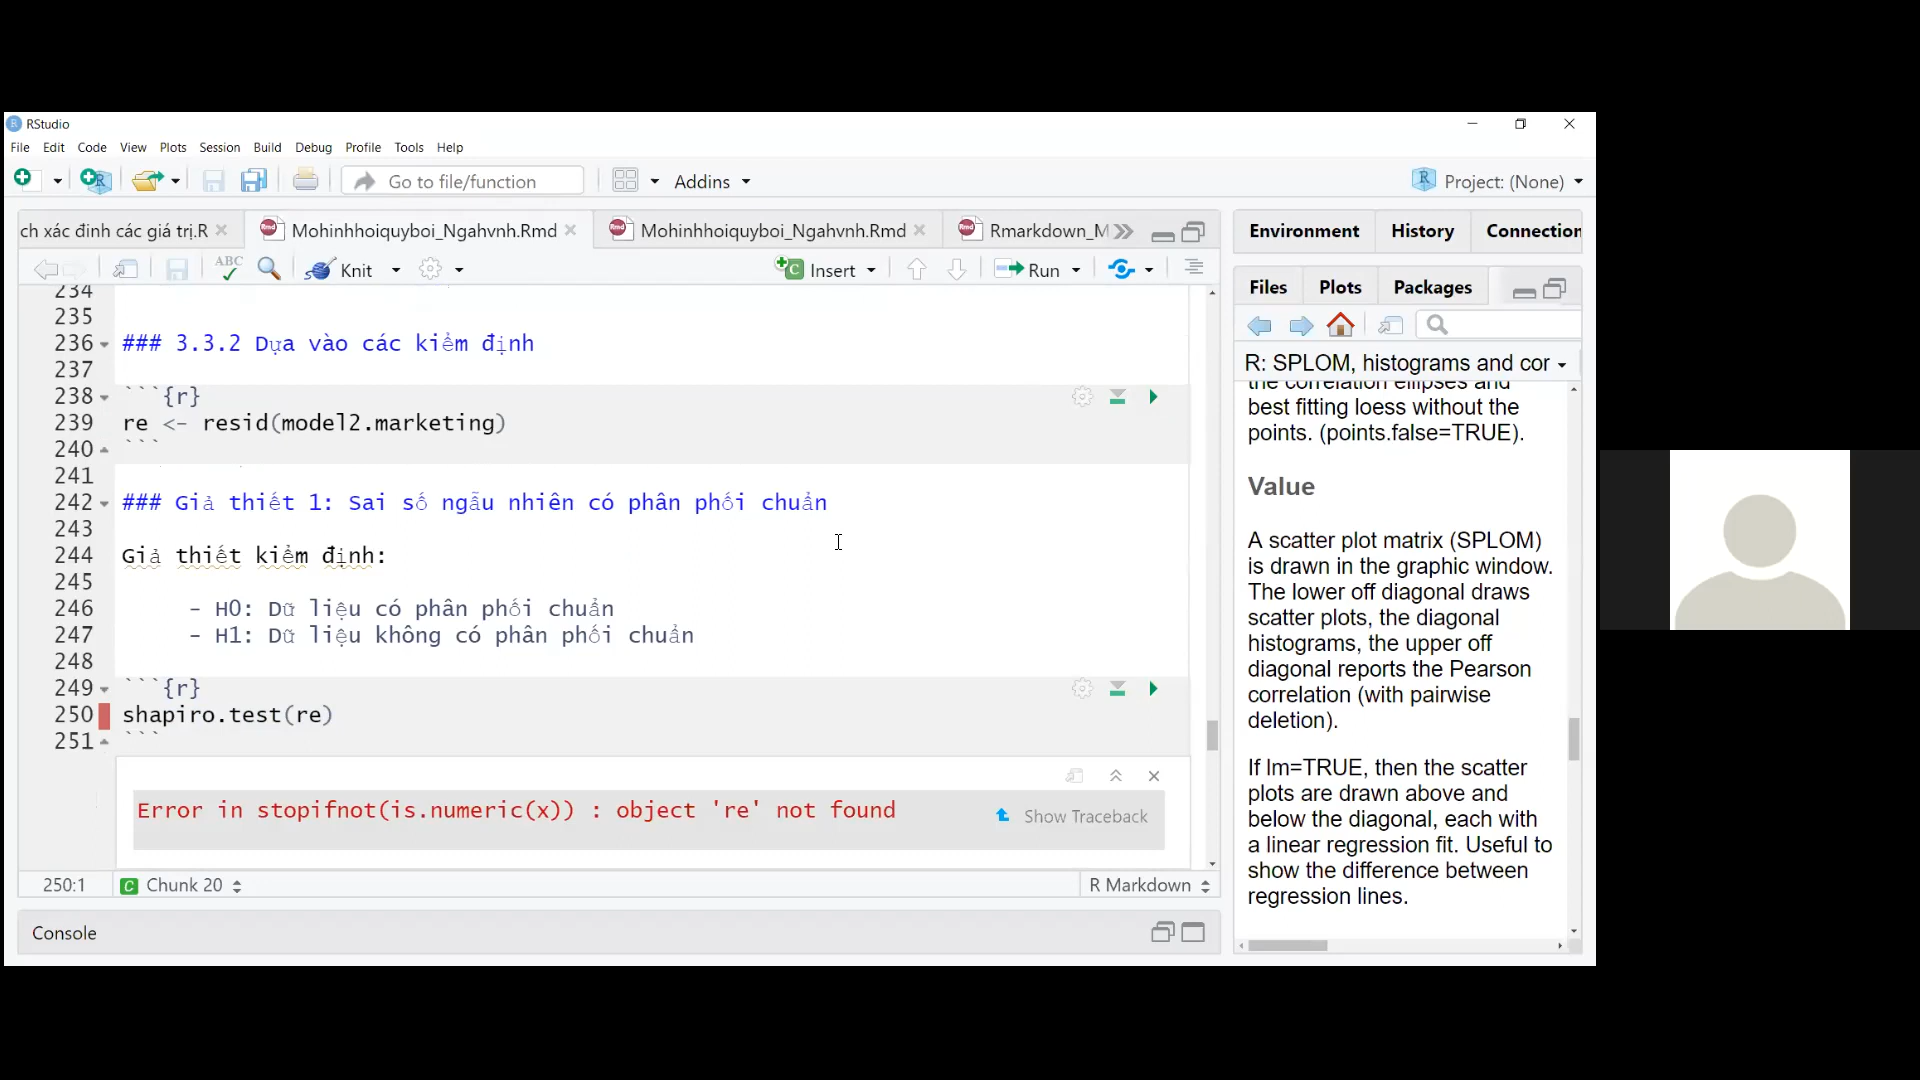 RStudio
File Edit Code View Plots Session Build Debug Profile Tools Help
Go to file/function
Addins
Project: (None)
ch xác đinh các giá trị.R
Mohinhhoiquyboi_Ngahvnh.Rmd
Mohinhhoiquyboi_Ngahvnh.Rmd
Rmarkdown_M
Knit
Insert
Run
234
235
236 ### 3.3.2 Dựa vào các kiểm định
237
238 ```{r}
239 re <- resid(model2.marketing)
240 ```
241
242 ### Giả thiết 1: Sai số ngẫu nhiên có phân phối chuẩn
243
244 Giả thiết kiểm định:
245
246 - H0: Dữ liệu có phân phối chuẩn
247 - H1: Dữ liệu không có phân phối chuẩn
248
249 ```{r}
250 shapiro.test(re)
251 ```
Error in stopifnot(is.numeric(x)) : object 're' not found
Show Traceback
250:1
Chunk 20
R Markdown
Console
Environment History Connection
Files Plots Packages
R: SPLOM, histograms and cor
the correlation ellipses and
best fitting loess without the
points. (points.false=TRUE).
Value
A scatter plot matrix (SPLOM)
is drawn in the graphic window.
The lower off diagonal draws
scatter plots, the diagonal
histograms, the upper off
diagonal reports the Pearson
correlation (with pairwise
deletion).
If lm=TRUE, then the scatter
plots are drawn above and
below the diagonal, each with
a linear regression fit. Useful to
show the difference between
regression lines.